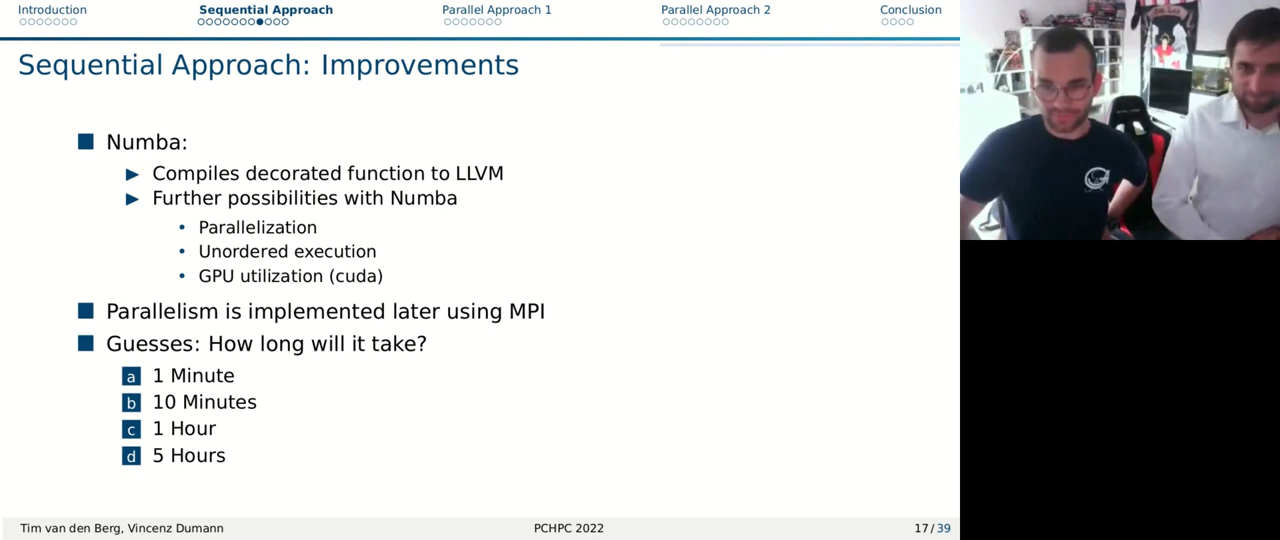 Introduction
Sequential Approach
Parallel Approach 1
Parallel Approach 2
Conclusion
Sequential Approach: Improvements
Numba:
Compiles decorated function to LLVM
Further possibilities with Numba
Parallelization
Unordered execution
GPU utilization (cuda)
Parallelism is implemented later using MPI
Guesses: How long will it take?
a 1 Minute
b 10 Minutes
c 1 Hour
d 5 Hours
Tim van den Berg, Vincenz Dumann
PCHPC 2022
17/39